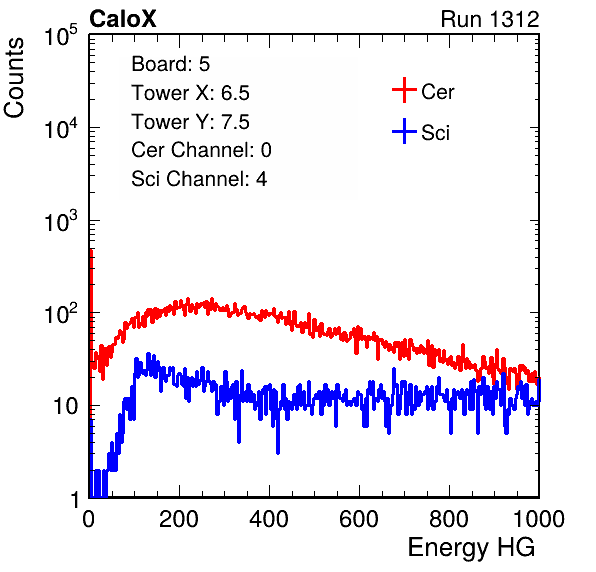 CaloX Run 1312
Counts
10^5
10^4
10^3
10^2
10
1
Board: 5
Tower X: 6.5
Tower Y: 7.5
Cer Channel: 0
Sci Channel: 4
Cer
Sci
0 200 400 600 800 1000
Energy HG